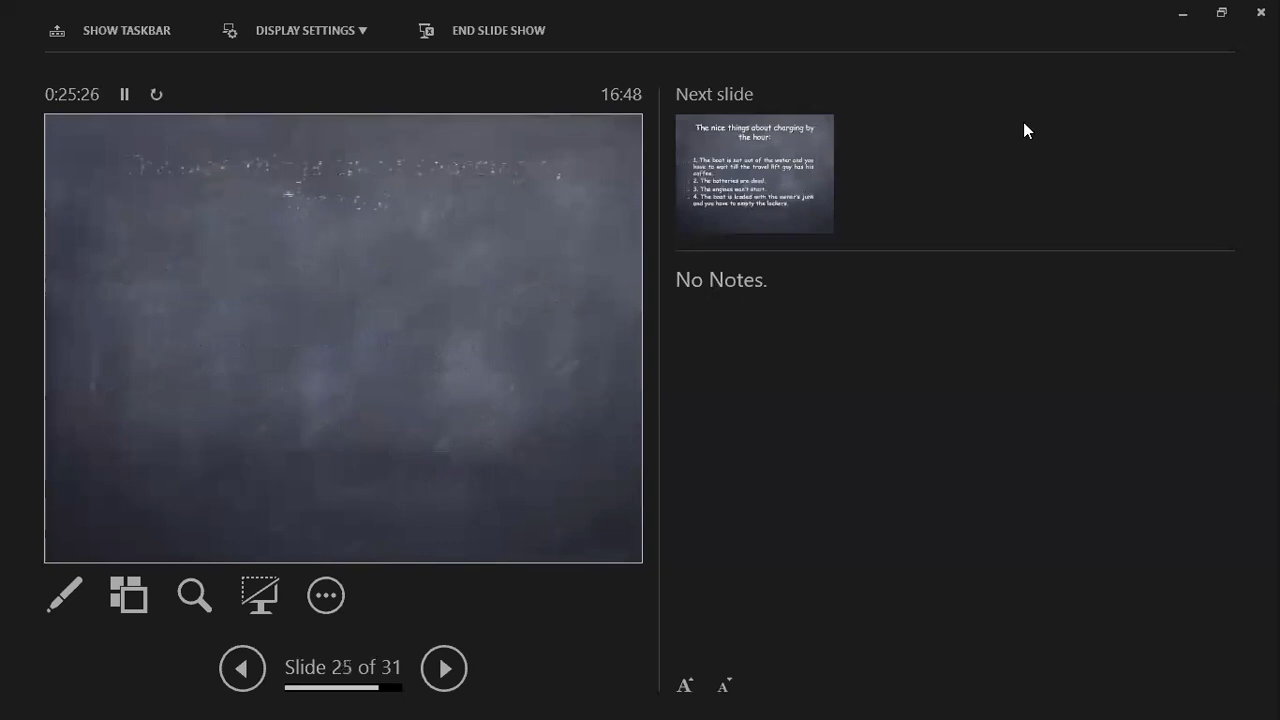 SHOW TASKBAR DISPLAY SETTINGS ▼ END SLIDE SHOW
0:25:26 16:48
Next slide
The nice things about charging by
the hour:
1. The boat is not out of the water and you
have to wait till the travel lift guy has his
coffee.
2. The batteries are dead.
3. The engines won't start.
4. The boat is loaded with the owner's junk
and you have to empty the lockers.
No Notes.
Slide 25 of 31
A A